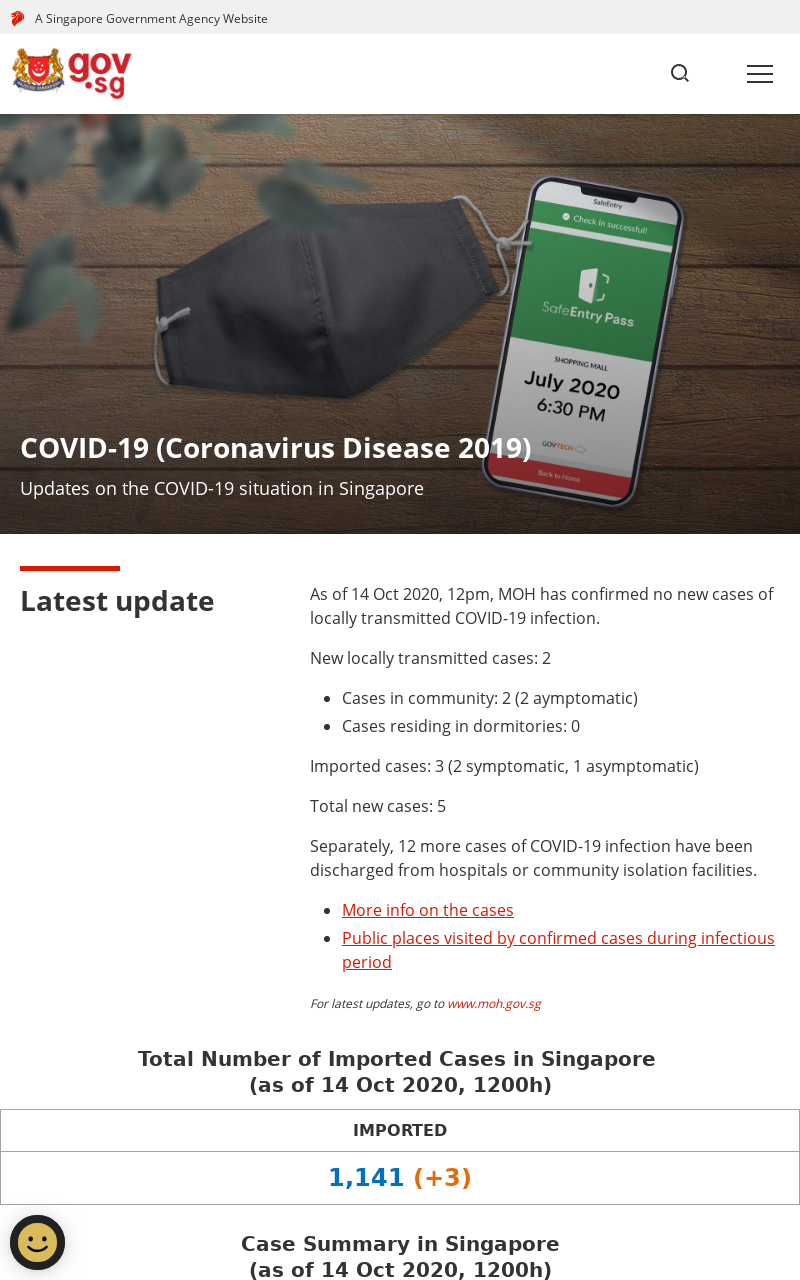 A Singapore Government Agency Website
gov
.sg
SafeEntry
Check in successful!
SafeEntry Pass
SHOPPING MALL
July 2020
6:30 PM
GOVTECH
Back to Home
COVID-19 (Coronavirus Disease 2019)
Updates on the COVID-19 situation in Singapore
Latest update
As of 14 Oct 2020, 12pm, MOH has confirmed no new cases of
locally transmitted COVID-19 infection.
New locally transmitted cases: 2
• Cases in community: 2 (2 aymptomatic)
• Cases residing in dormitories: 0
Imported cases: 3 (2 symptomatic, 1 asymptomatic)
Total new cases: 5
Separately, 12 more cases of COVID-19 infection have been
discharged from hospitals or community isolation facilities.
• More info on the cases
• Public places visited by confirmed cases during infectious
period
For latest updates, go to www.moh.gov.sg
Total Number of Imported Cases in Singapore
(as of 14 Oct 2020, 1200h)
IMPORTED
1,141 (+3)
Case Summary in Singapore
(as of 14 Oct 2020, 1200h)